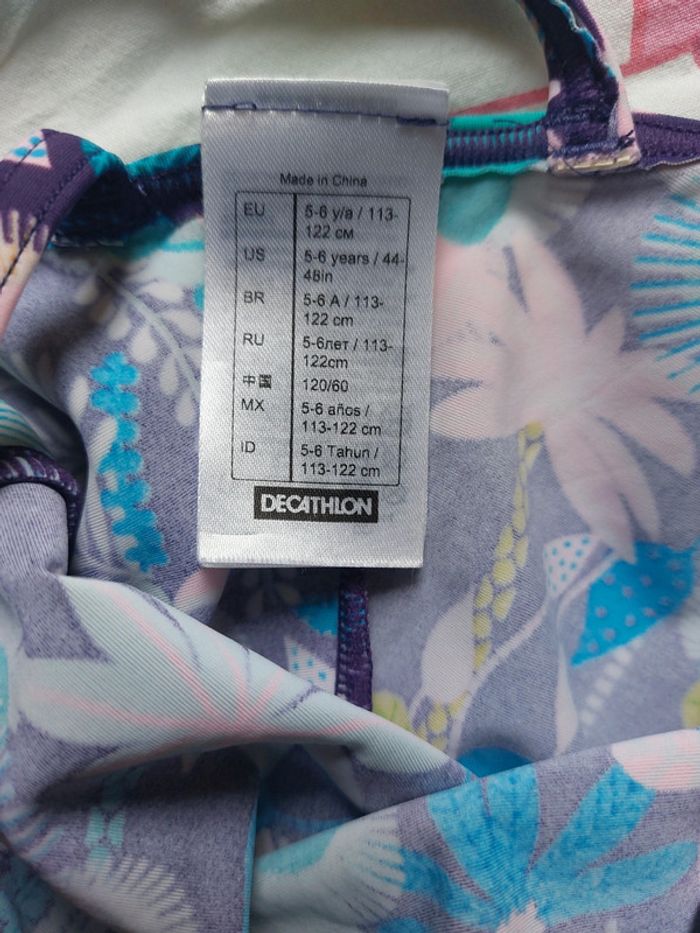 Made in China
EU 5-6 y/a / 113-
122 см
US 5-6 years / 44-
48in
BR 5-6 A / 113-
122 cm
RU 5-6лет / 113-
122cm
中国 120/60
MX 5-6 años /
113-122 cm
ID 5-6 Tahun /
113-122 cm
DECATHLON